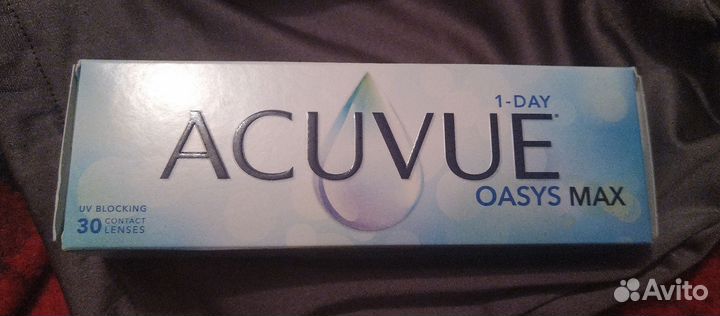 1-DAY
ACUVUE®
OASYS MAX
UV BLOCKING
30 CONTACT
LENSES
Avito